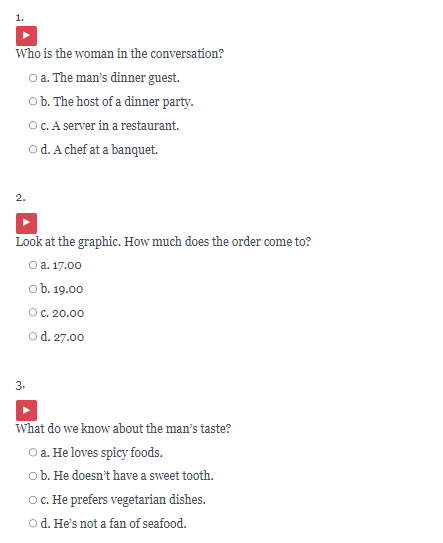 1.
Who is the woman in the conversation?
a. The man's dinner guest.
b. The host of a dinner party.
c. A server in a restaurant.
d. A chef at a banquet.
2.
Look at the graphic. How much does the order come to?
a. 17.00
b. 19.00
c. 20.00
d. 27.00
3.
What do we know about the man's taste?
a. He loves spicy foods.
b. He doesn't have a sweet tooth.
c. He prefers vegetarian dishes.
d. He's not a fan of seafood.